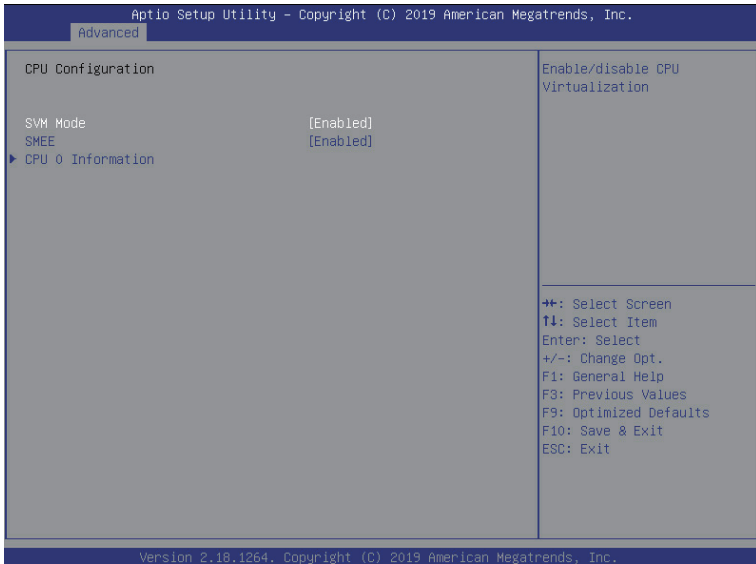 Aptio Setup Utility – Copyright (C) 2019 American Megatrends, Inc.
Advanced
CPU Configuration
SVM Mode [Enabled]
SMEE [Enabled]
CPU 0 Information
Enable/disable CPU
Virtualization
→←: Select Screen
↑↓: Select Item
Enter: Select
+/-: Change Opt.
F1: General Help
F3: Previous Values
F9: Optimized Defaults
F10: Save & Exit
ESC: Exit
Version 2.18.1264. Copyright (C) 2019 American Megatrends, Inc.